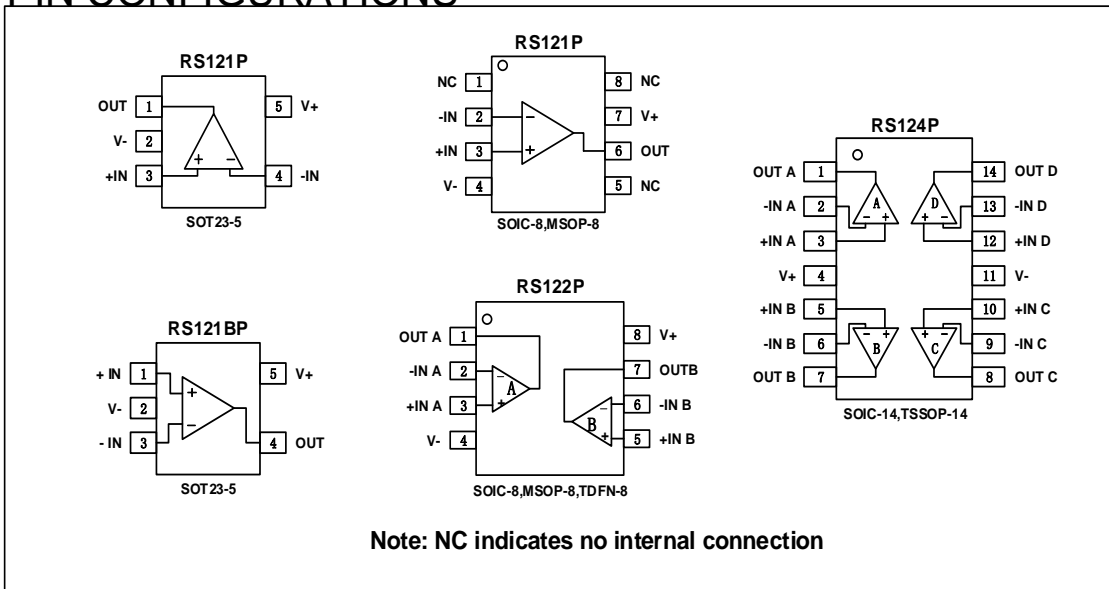 PIN CONFIGURATIONS
RS121P
OUT 1 5 V+
V- 2
+IN 3 4 -IN
+ −
SOT23-5
RS121P
NC 1 8 NC
-IN 2 7 V+
+IN 3 6 OUT
V- 4 5 NC
−
+
SOIC-8,MSOP-8
RS124P
OUT A 1 14 OUT D
-IN A 2 13 -IN D
+IN A 3 12 +IN D
V+ 4 11 V-
+IN B 5 10 +IN C
-IN B 6 9 -IN C
OUT B 7 8 OUT C
A D
− + + −
− + + −
B C
SOIC-14,TSSOP-14
RS121BP
+ IN 1 5 V+
V- 2
- IN 3 4 OUT
+
−
SOT23-5
RS122P
OUT A 1 8 V+
-IN A 2 7 OUTB
+IN A 3 6 -IN B
V- 4 5 +IN B
−
A
+
−
B
+
SOIC-8,MSOP-8,TDFN-8
Note: NC indicates no internal connection